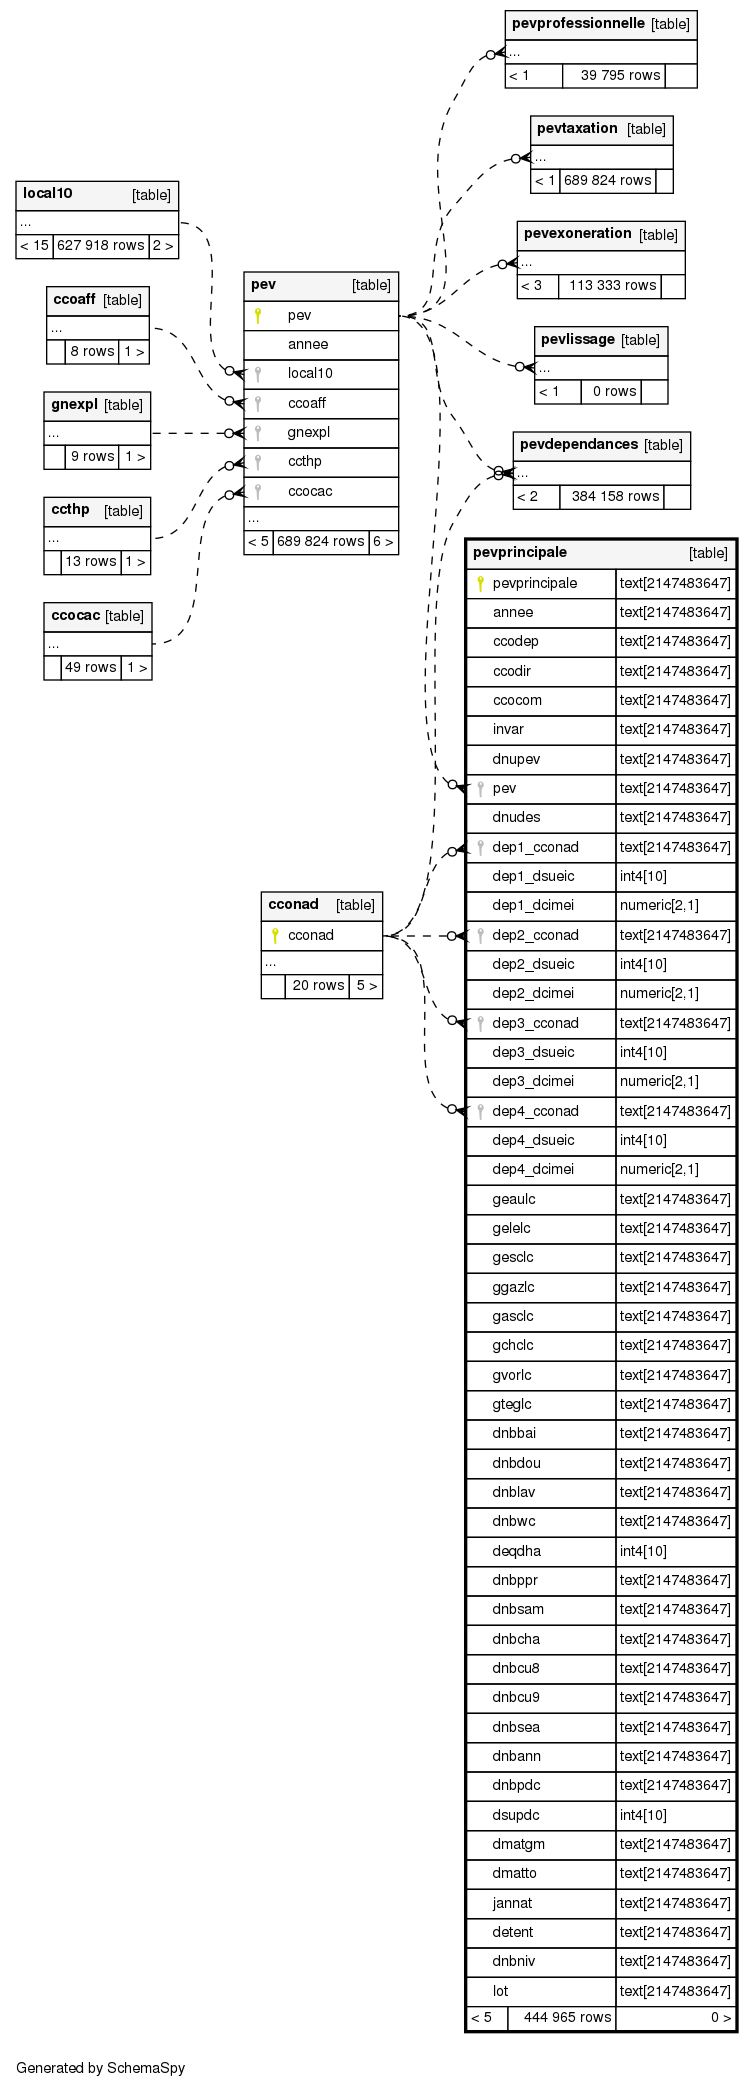 pevprofessionnelle [table]
...
< 1 39 795 rows
pevtaxation [table]
...
< 1 689 824 rows
local10 [table]
...
< 15 627 918 rows 2 >
pevexoneration [table]
...
< 3 113 333 rows
ccoaff [table]
...
8 rows 1 >
pev [table]
pev
annee
local10
ccoaff
gnexpl
ccthp
ccocac
...
< 5 689 824 rows 6 >
pevlissage [table]
...
< 1 0 rows
gnexpl [table]
...
9 rows 1 >
pevdependances [table]
...
< 2 384 158 rows
ccthp [table]
...
13 rows 1 >
ccocac [table]
...
49 rows 1 >
pevprincipale [table]
pevprincipale text[2147483647]
annee text[2147483647]
ccodep text[2147483647]
ccodir text[2147483647]
ccocom text[2147483647]
invar text[2147483647]
dnupev text[2147483647]
pev text[2147483647]
dnudes text[2147483647]
dep1_cconad text[2147483647]
dep1_dsueic int4[10]
dep1_dcimei numeric[2,1]
dep2_cconad text[2147483647]
dep2_dsueic int4[10]
dep2_dcimei numeric[2,1]
dep3_cconad text[2147483647]
dep3_dsueic int4[10]
dep3_dcimei numeric[2,1]
dep4_cconad text[2147483647]
dep4_dsueic int4[10]
dep4_dcimei numeric[2,1]
geaulc text[2147483647]
gelelc text[2147483647]
gesclc text[2147483647]
ggazlc text[2147483647]
gasclc text[2147483647]
gchclc text[2147483647]
gvorlc text[2147483647]
gteglc text[2147483647]
dnbbai text[2147483647]
dnbdou text[2147483647]
dnblav text[2147483647]
dnbwc text[2147483647]
deqdha int4[10]
dnbppr text[2147483647]
dnbsam text[2147483647]
dnbcha text[2147483647]
dnbcu8 text[2147483647]
dnbcu9 text[2147483647]
dnbsea text[2147483647]
dnbann text[2147483647]
dnbpdc text[2147483647]
dsupdc int4[10]
dmatgm text[2147483647]
dmatto text[2147483647]
jannat text[2147483647]
detent text[2147483647]
dnbniv text[2147483647]
lot text[2147483647]
< 5 444 965 rows 0 >
cconad [table]
cconad
...
20 rows 5 >
Generated by SchemaSpy